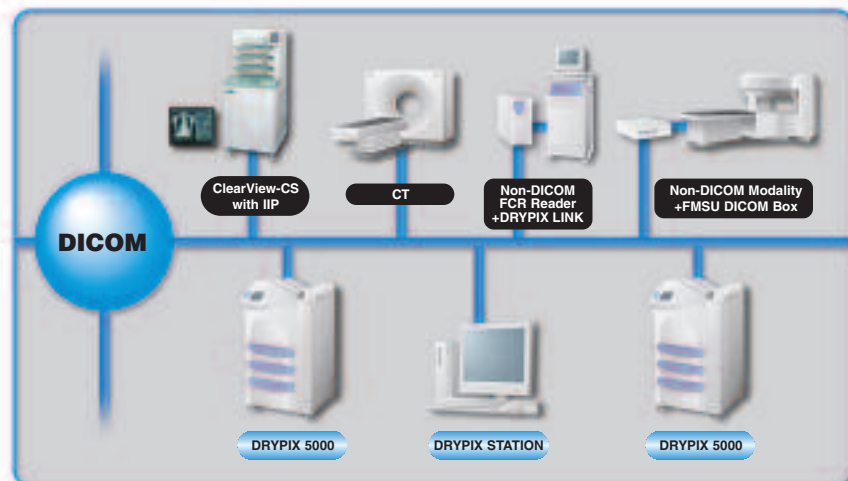 ClearView-CS
with IIP
CT
Non-DICOM
FCR Reader
+DRYPIX LINK
Non-DICOM Modality
+FMSU DICOM Box
DICOM
DRYPIX 5000
DRYPIX STATION
DRYPIX 5000